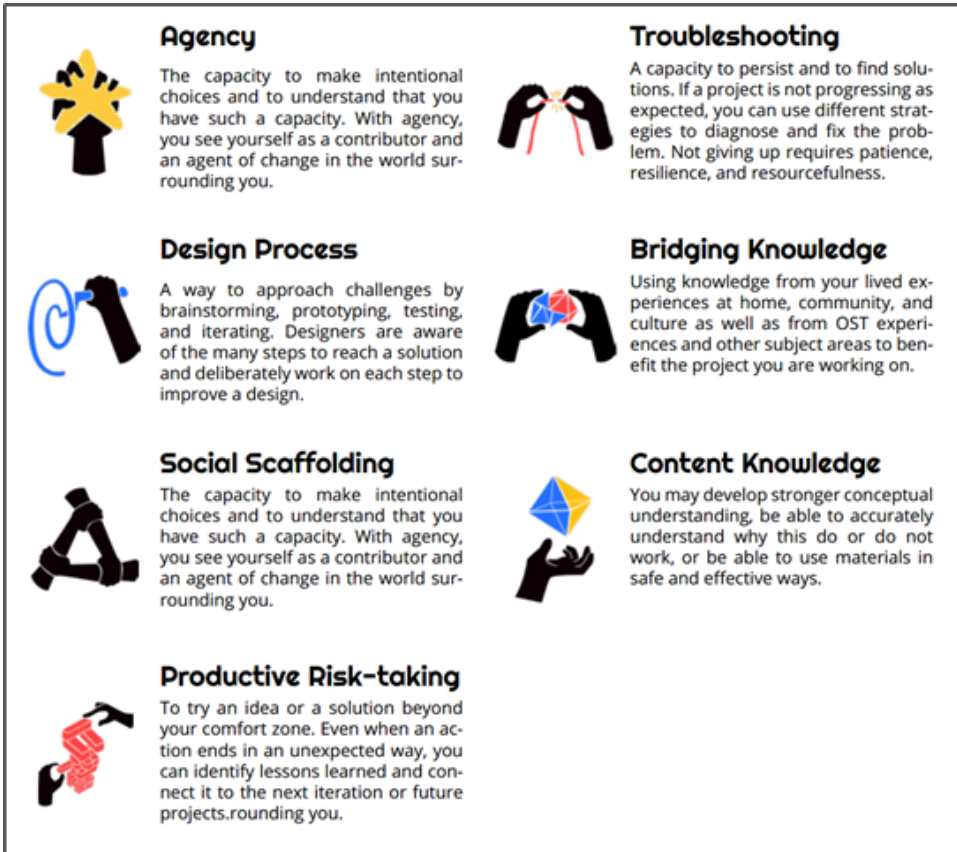 Agency
The capacity to make intentional
choices and to understand that you
have such a capacity. With agency,
you see yourself as a contributor and
an agent of change in the world sur-
rounding you.
Troubleshooting
A capacity to persist and to find solu-
tions. If a project is not progressing as
expected, you can use different strat-
egies to diagnose and fix the prob-
lem. Not giving up requires patience,
resilience, and resourcefulness.
Design Process
A way to approach challenges by
brainstorming, prototyping, testing,
and iterating. Designers are aware
of the many steps to reach a solution
and deliberately work on each step to
improve a design.
Bridging Knowledge
Using knowledge from your lived ex-
periences at home, community, and
culture as well as from OST experi-
ences and other subject areas to ben-
efit the project you are working on.
Social Scaffolding
The capacity to make intentional
choices and to understand that you
have such a capacity. With agency,
you see yourself as a contributor and
an agent of change in the world sur-
rounding you.
Content Knowledge
You may develop stronger conceptual
understanding, be able to accurately
understand why this do or do not
work, or be able to use materials in
safe and effective ways.
Productive Risk-taking
To try an idea or a solution beyond
your comfort zone. Even when an ac-
tion ends in an unexpected way, you
can identify lessons learned and con-
nect it to the next iteration or future
projects.rounding you.